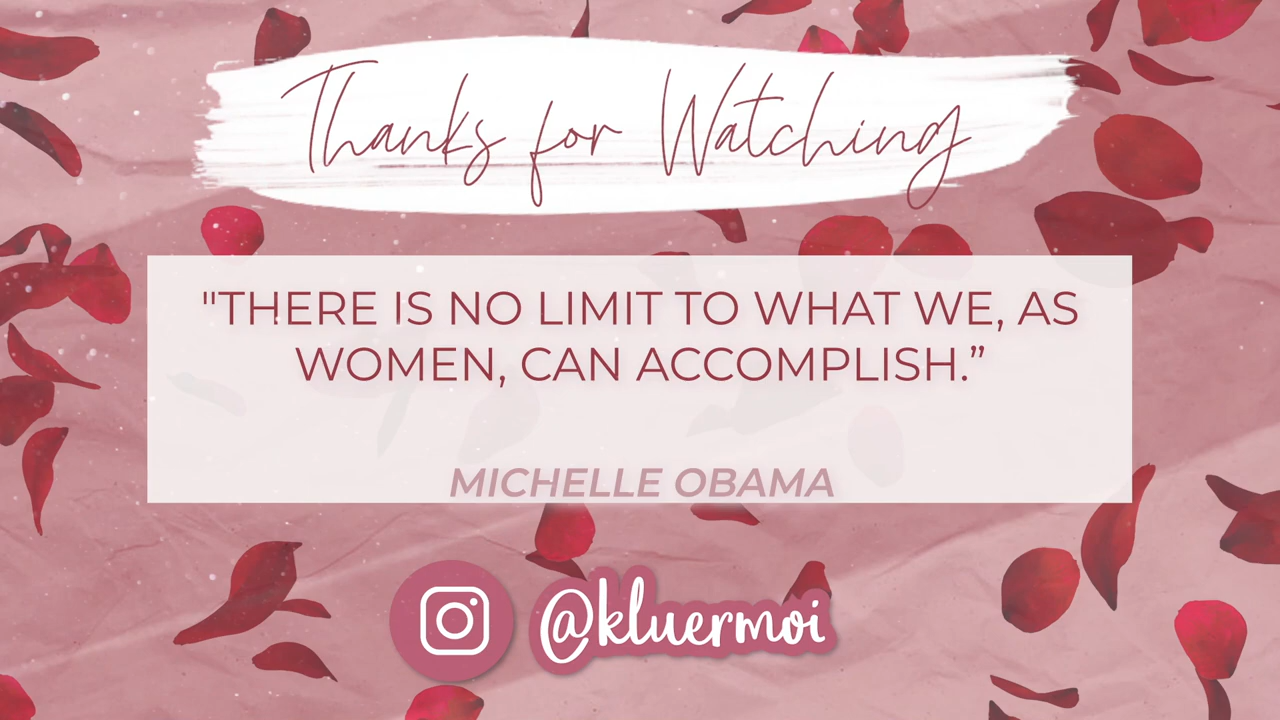 Thanks for Watching
"THERE IS NO LIMIT TO WHAT WE, AS
WOMEN, CAN ACCOMPLISH.”
MICHELLE OBAMA
@kluermoi